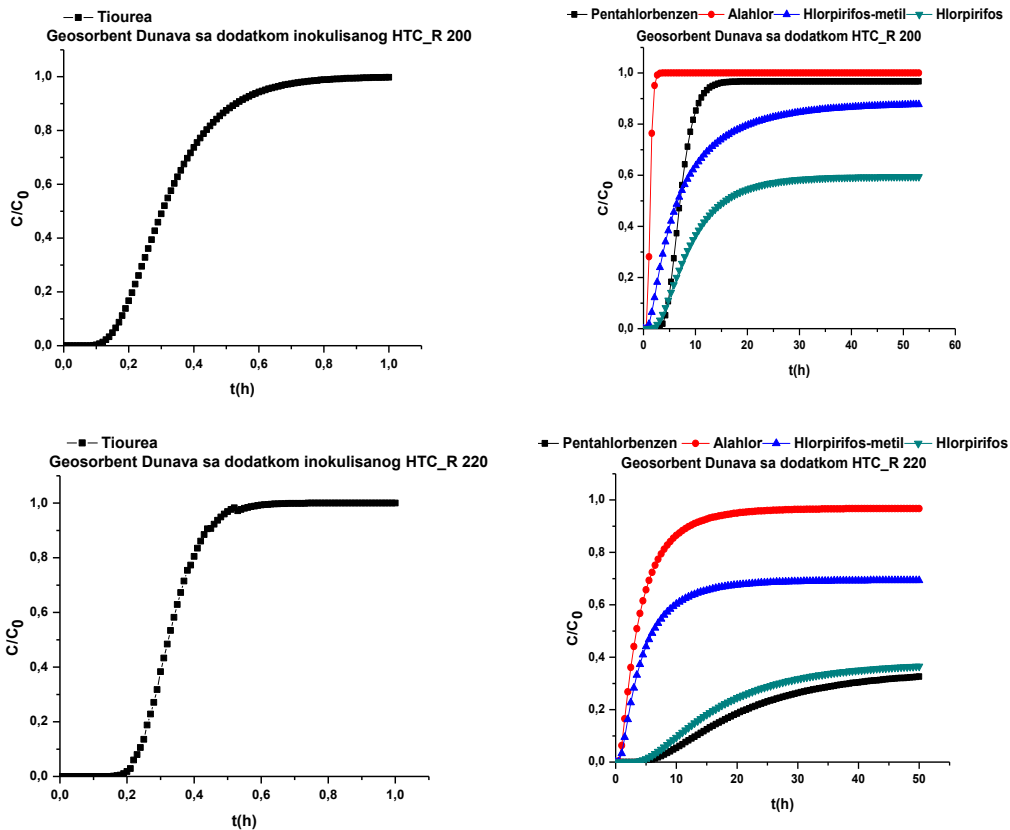 Tiourea
Geosorbent Dunava sa dodatkom inokulisanog HTC_R 200
1,0
0,8
0,6
0,4
0,2
0,0
C/C0
0,0 0,2 0,4 0,6 0,8 1,0
t(h)
Pentahlorbenzen Alahlor Hlorpirifos-metil Hlorpirifos
Geosorbent Dunava sa dodatkom HTC_R 200
1,0
0,8
0,6
0,4
0,2
0,0
C/C0
0 10 20 30 40 50 60
t(h)
Tiourea
Geosorbent Dunava sa dodatkom inokulisanog HTC_R 220
1,0
0,8
0,6
0,4
0,2
0,0
C/C0
0,0 0,2 0,4 0,6 0,8 1,0
t(h)
Pentahlorbenzen Alahlor Hlorpirifos-metil Hlorpirifos
Geosorbent Dunava sa dodatkom HTC_R 220
1,0
0,8
0,6
0,4
0,2
0,0
C/C0
0 10 20 30 40 50
t(h)